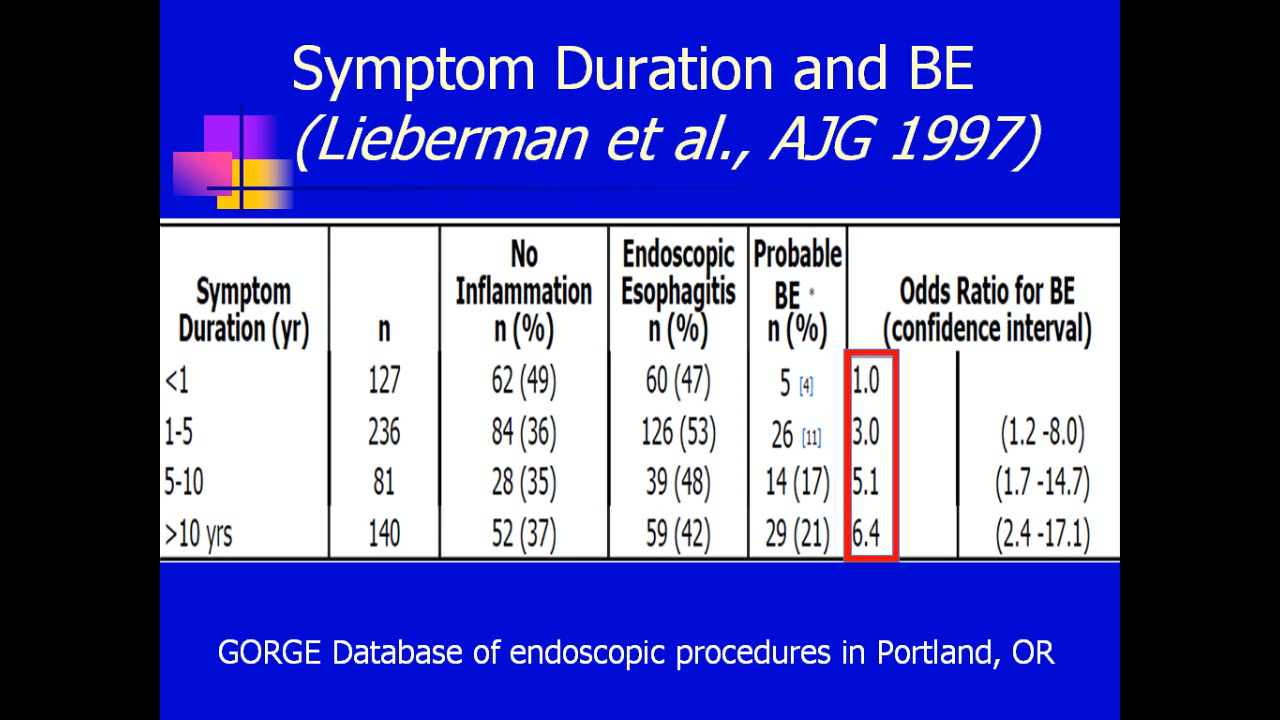 Symptom Duration and BE
(Lieberman et al., AJG 1997)
Symptom Duration (yr) n No Inflammation n (%) Endoscopic Esophagitis n (%) Probable BE * n (%) Odds Ratio for BE (confidence interval)
<1 127 62 (49) 60 (47) 5 [4] 1.0
1-5 236 84 (36) 126 (53) 26 [11] 3.0 (1.2 -8.0)
5-10 81 28 (35) 39 (48) 14 (17) 5.1 (1.7 -14.7)
>10 yrs 140 52 (37) 59 (42) 29 (21) 6.4 (2.4 -17.1)
GORGE Database of endoscopic procedures in Portland, OR